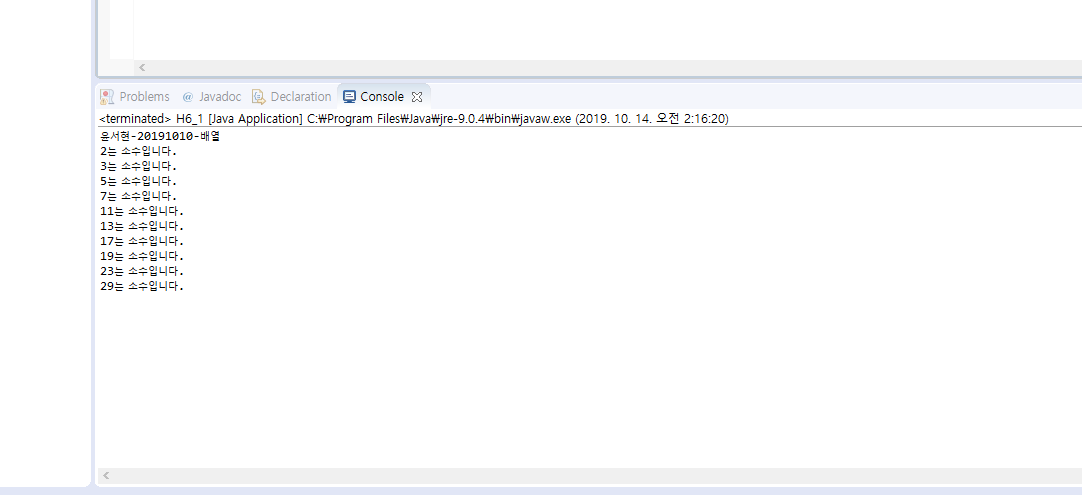 Problems @ Javadoc Declaration Console
<terminated> H6_1 [Java Application] C:₩Program Files₩Java₩jre-9.0.4₩bin₩javaw.exe (2019. 10. 14. 오전 2:16:20)
윤서현-20191010-배열
2는 소수입니다.
3는 소수입니다.
5는 소수입니다.
7는 소수입니다.
11는 소수입니다.
13는 소수입니다.
17는 소수입니다.
19는 소수입니다.
23는 소수입니다.
29는 소수입니다.